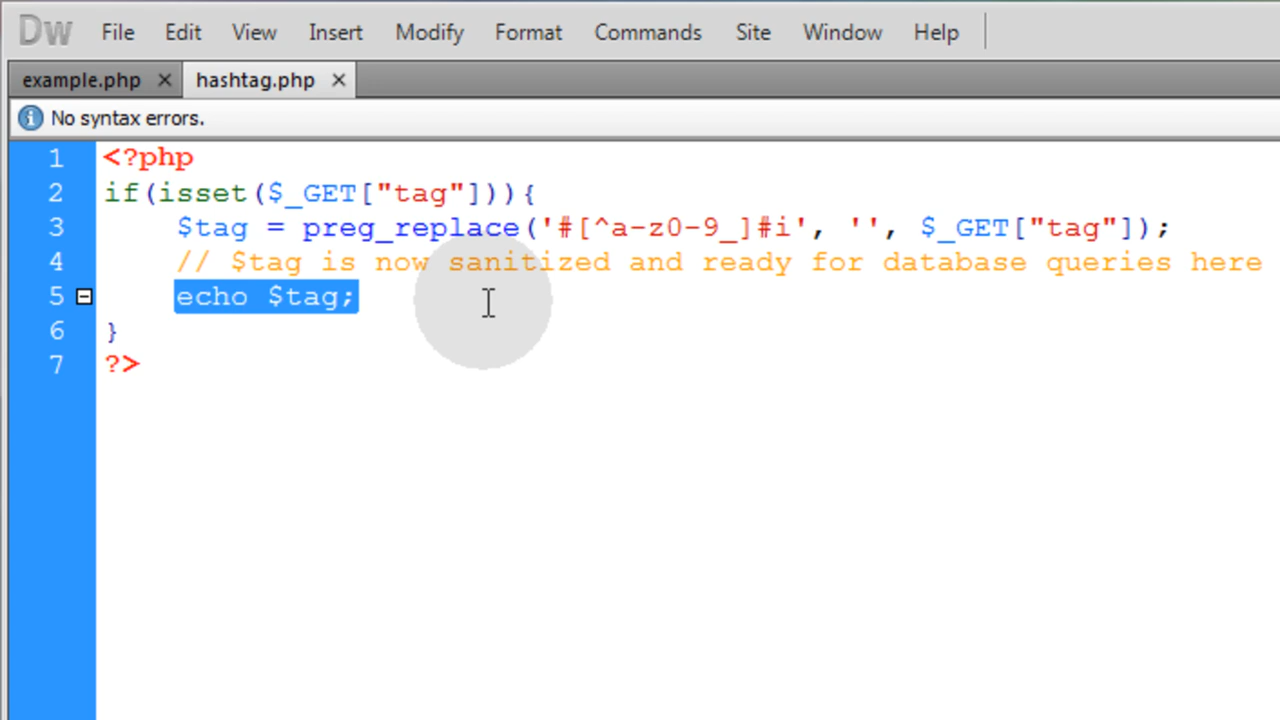 Dw File Edit View Insert Modify Format Commands Site Window Help
example.php × hashtag.php ×
No syntax errors.
1 <?php
2 if(isset($_GET["tag"])){
3 $tag = preg_replace('#[^a-z0-9_]#i', '', $_GET["tag"]);
4 // $tag is now sanitized and ready for database queries here
5 echo $tag;
6 }
7 ?>